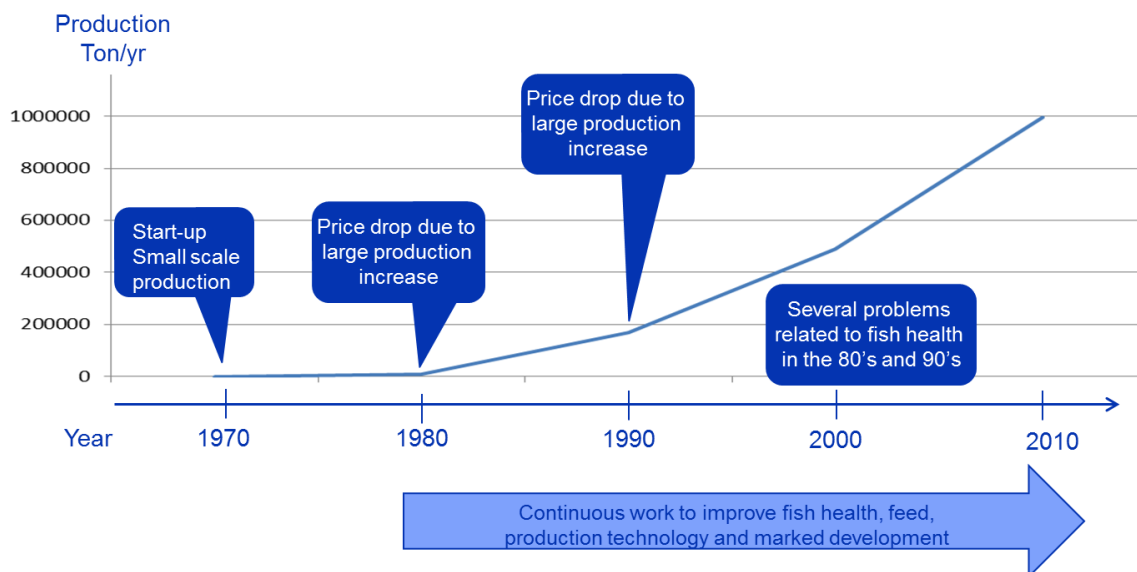 Production
Ton/yr
1000000
800000
600000
400000
200000
0
Start-up
Small scale
production
Price drop due to
large production
increase
Price drop due to
large production
increase
Several problems
related to fish health
in the 80's and 90's
Year
1970
1980
1990
2000
2010
Continuous work to improve fish health, feed,
production technology and marked development